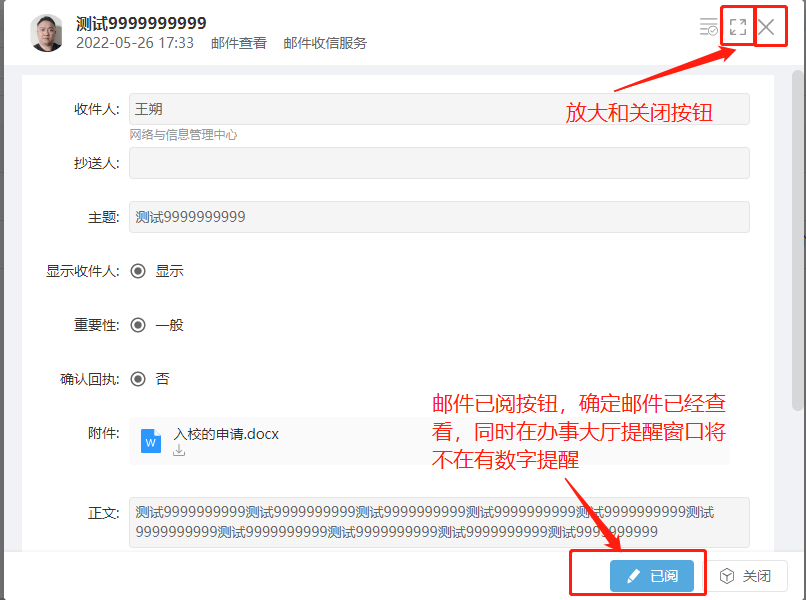 测试9999999999
2022-05-26 17:33 邮件查看 邮件收信服务
放大和关闭按钮
收件人: 王朔
网络与信息管理中心
抄送人:
主题: 测试9999999999
显示收件人: 显示
重要性: 一般
确认回执: 否
附件: 入校的申请.docx
W
邮件已阅按钮，确定邮件已经查
看，同时在办事大厅提醒窗口将
不在有数字提醒
正文: 测试9999999999测试9999999999测试9999999999测试9999999999测试9999999999测试
9999999999测试9999999999测试9999999999测试9999999999测试9999999999
已阅 关闭